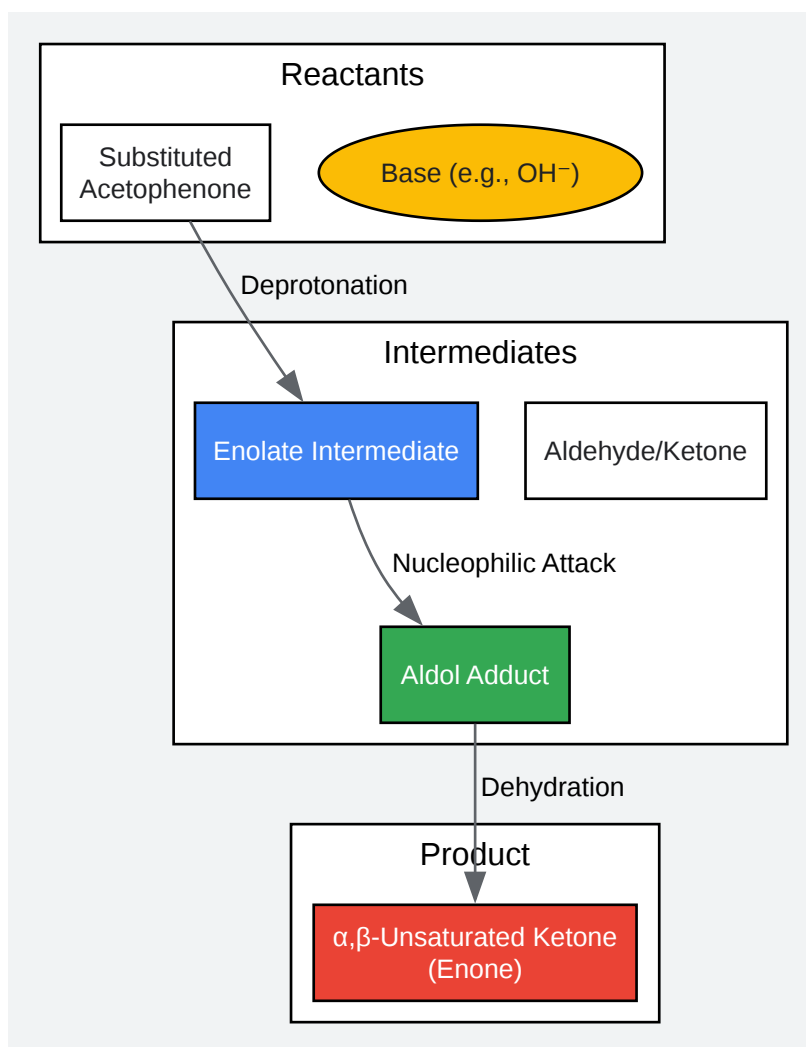 Reactants
Substituted
Acetophenone
Base (e.g., OH⁻)
Deprotonation
Intermediates
Enolate Intermediate
Aldehyde/Ketone
Nucleophilic Attack
Aldol Adduct
Dehydration
Product
α,β-Unsaturated Ketone
(Enone)